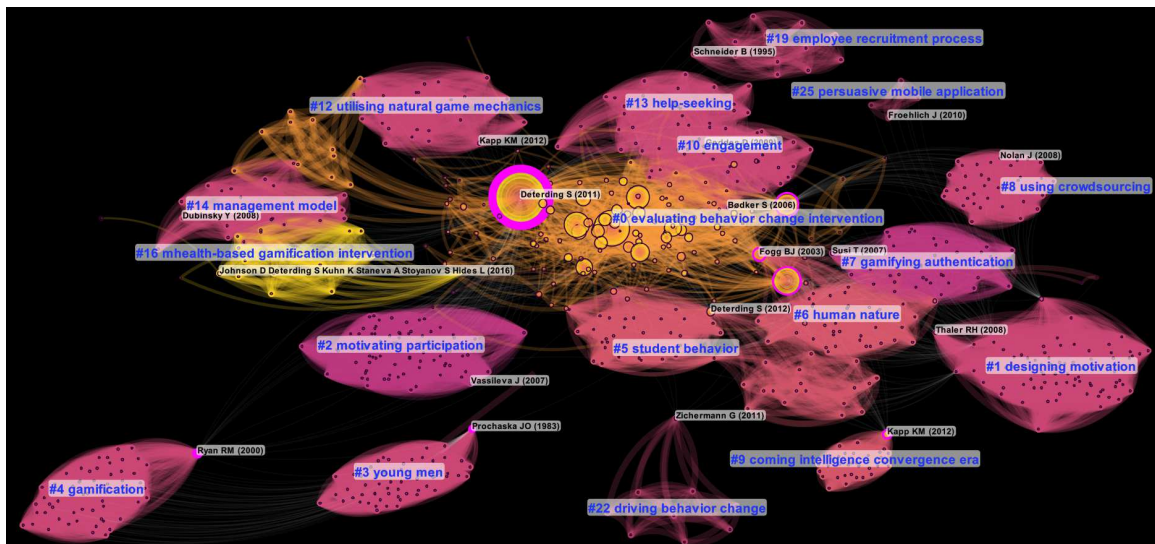 #19 employee recruitment process
Schneider B (1995)
#25 persuasive mobile application
Froehlich J (2010)
#12 utilising natural game mechanics
#13 help-seeking
Kapp KM (2012)
#10 engagement
Nolan J (2008)
#8 using crowdsourcing
Deterding S (2011)
#14 management model
Dubinsky Y (2008)
Bødker S (2006)
#0 evaluating behavior change intervention
#16 mhealth-based gamification intervention
Fogg BJ (2003)
Susi T (2007)
#7 gamifying authentication
Johnson D Deterding S Kuhn K Staneva A Stoyanov S Hides L (2016)
Deterding S (2012)
#6 human nature
Thaler RH (2008)
#2 motivating participation
#5 student behavior
#1 designing motivation
Vassileva J (2007)
Zichermann G (2011)
Prochaska JO (1983)
Kapp KM (2012)
Ryan RM (2000)
#9 coming intelligence convergence era
#3 young men
#4 gamification
#22 driving behavior change